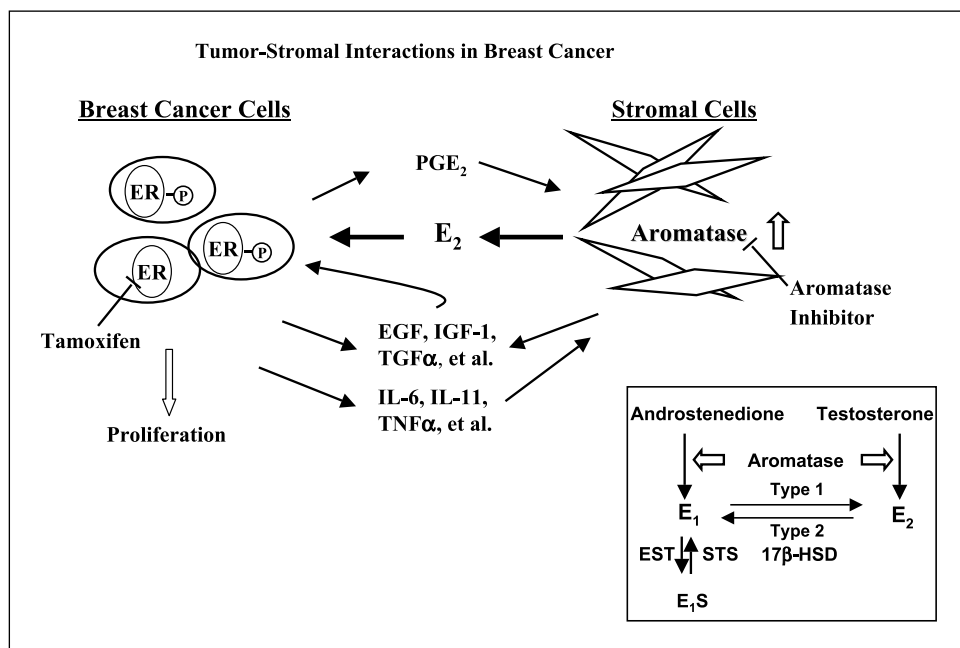 Tumor-Stromal Interactions in Breast Cancer
Breast Cancer Cells
Stromal Cells
PGE₂
ER
P
E₂
Aromatase
ER
P
ER
Aromatase
Inhibitor
Tamoxifen
EGF, IGF-1,
TGFα, et al.
IL-6, IL-11,
TNFα, et al.
Proliferation
Androstenedione
Testosterone
Aromatase
Type 1
E₁
E₂
Type 2
EST
STS
17β-HSD
E₁S